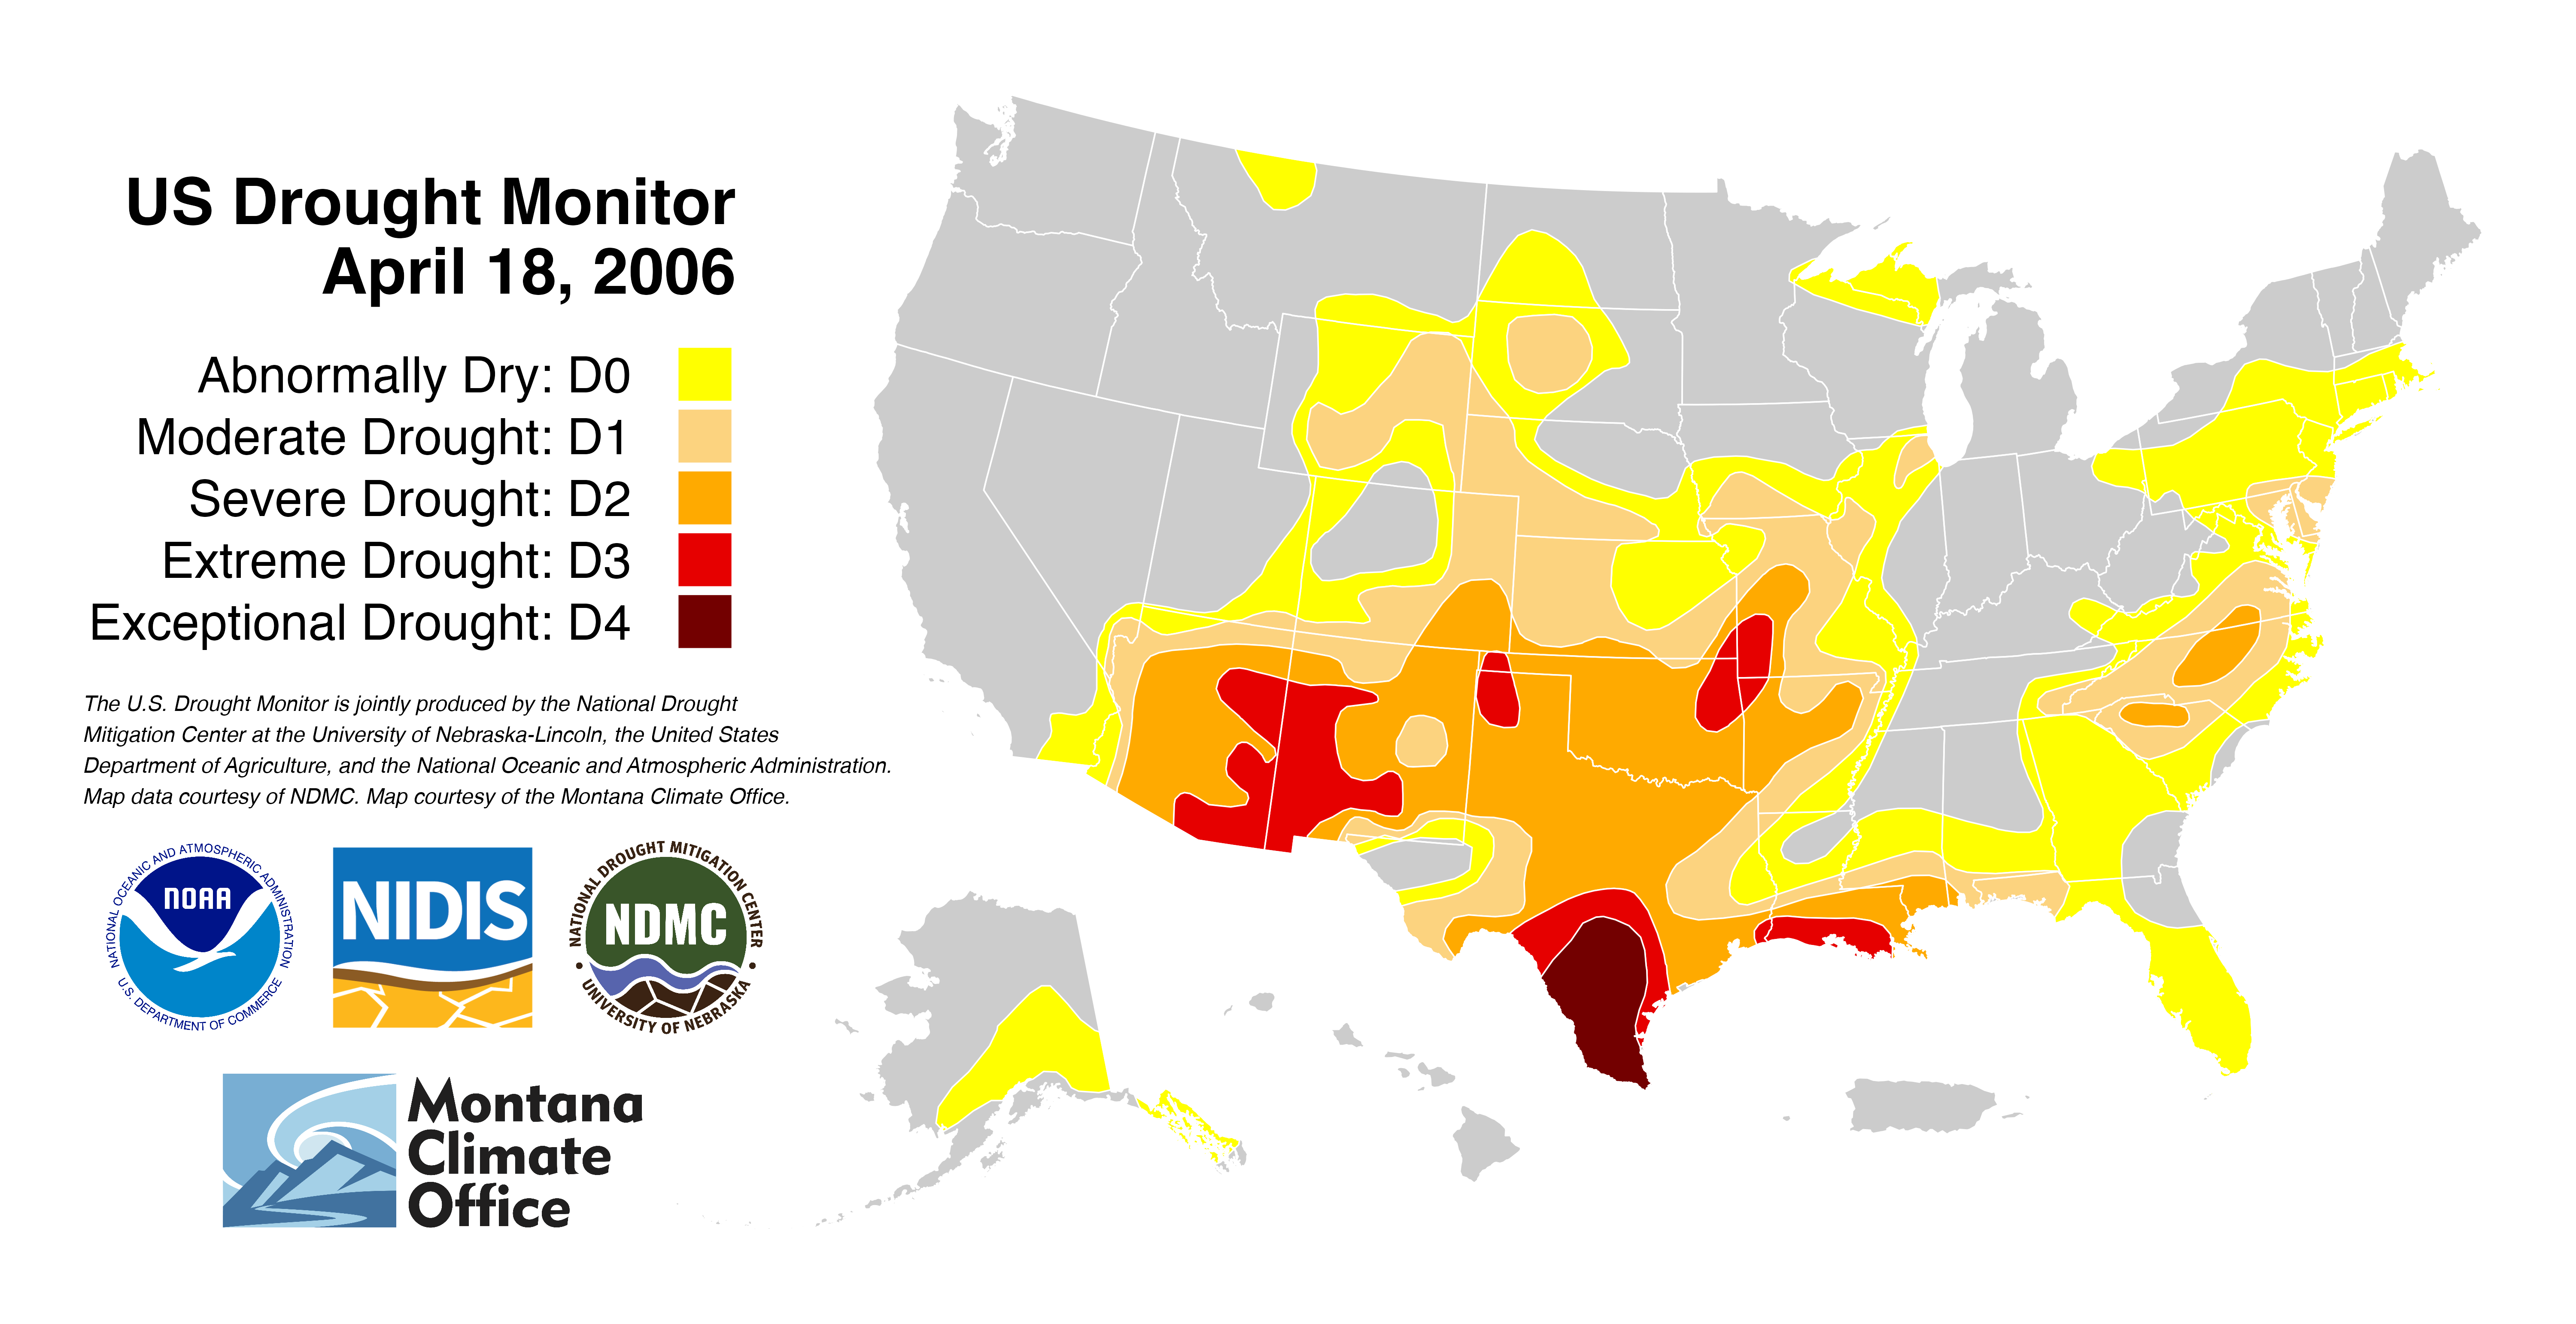 US Drought Monitor
April 18, 2006
Abnormally Dry: D0
Moderate Drought: D1
Severe Drought: D2
Extreme Drought: D3
Exceptional Drought: D4
The U.S. Drought Monitor is jointly produced by the National Drought
Mitigation Center at the University of Nebraska-Lincoln, the United States
Department of Agriculture, and the National Oceanic and Atmospheric Administration.
Map data courtesy of NDMC. Map courtesy of the Montana Climate Office.
NATIONAL OCEANIC AND ATMOSPHERIC ADMINISTRATION
NOAA
U.S. DEPARTMENT OF COMMERCE
NIDIS
NATIONAL DROUGHT MITIGATION CENTER
NDMC
UNIVERSITY OF NEBRASKA
Montana
Climate
Office